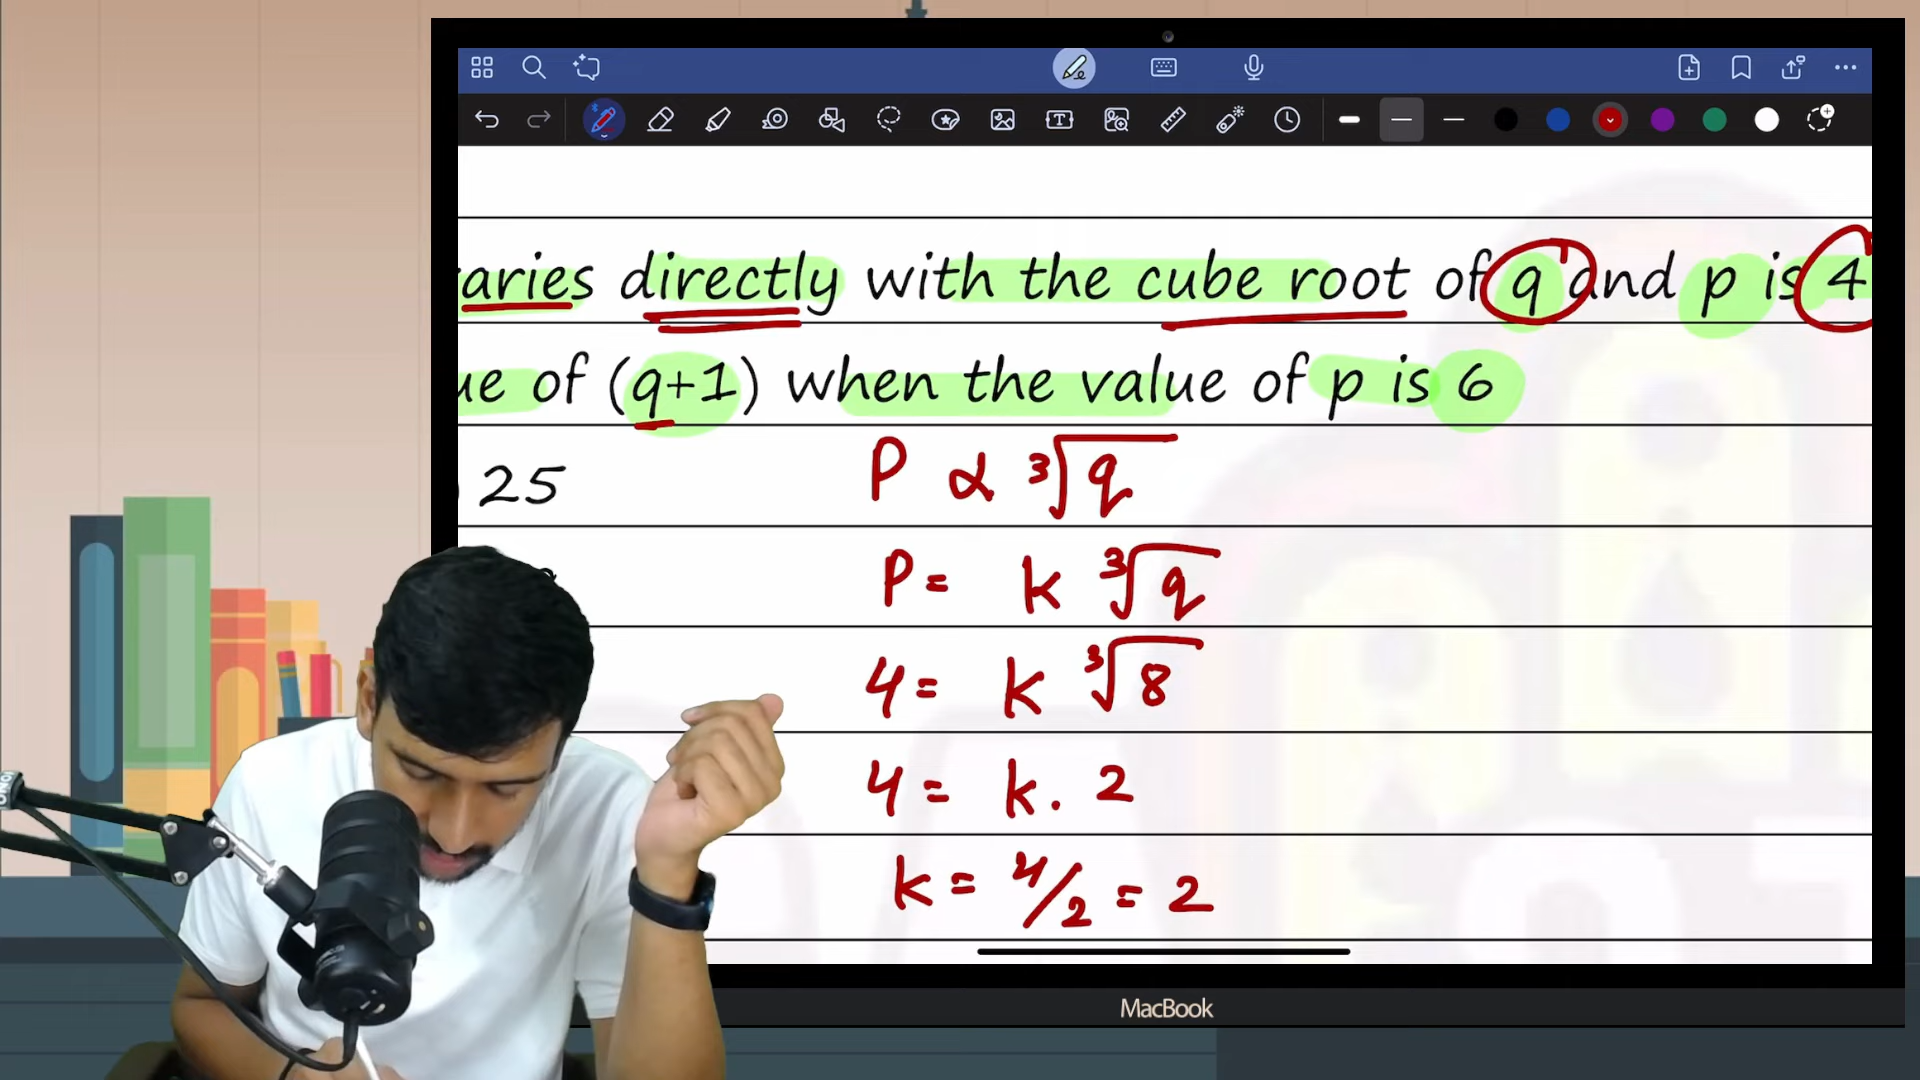 aries directly with the cube root of q and p is 4
ue of (q+1) when the value of p is 6
25
P α ∛q
P = k ∛q
4 = k ∛8
4 = k . 2
k = 4/2 = 2
MacBook